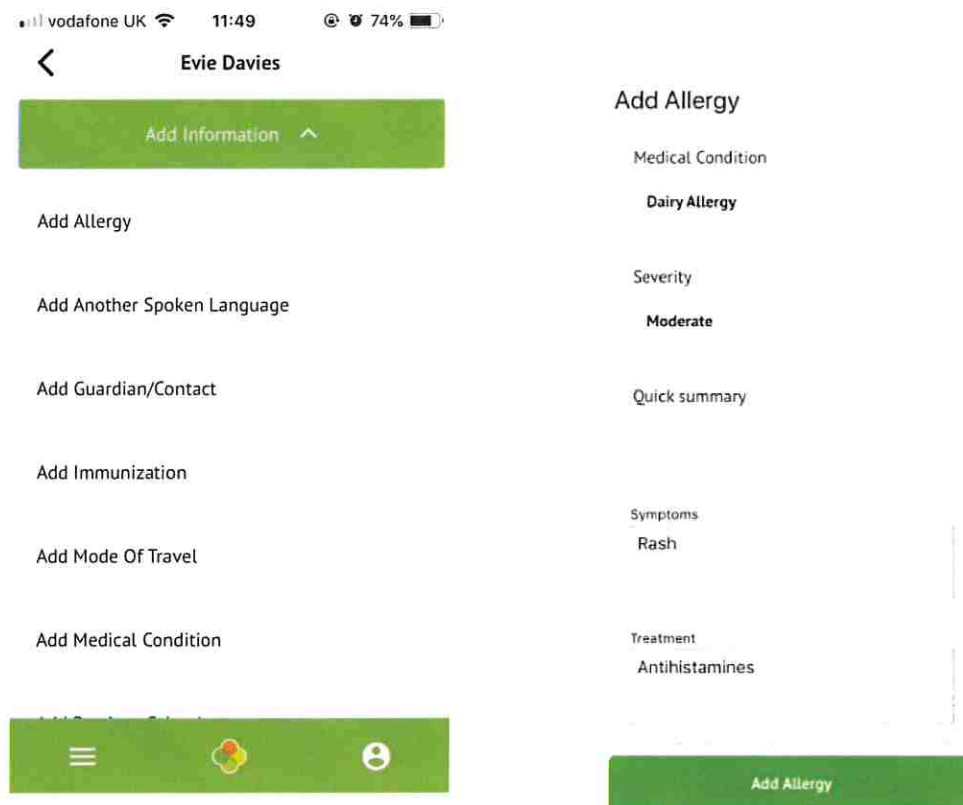 vodafone UK 11:49 74%
Evie Davies
Add Information
Add Allergy
Add Another Spoken Language
Add Guardian/Contact
Add Immunization
Add Mode Of Travel
Add Medical Condition
Add Allergy
Medical Condition
Dairy Allergy
Severity
Moderate
Quick summary
Symptoms
Rash
Treatment
Antihistamines
Add Allergy